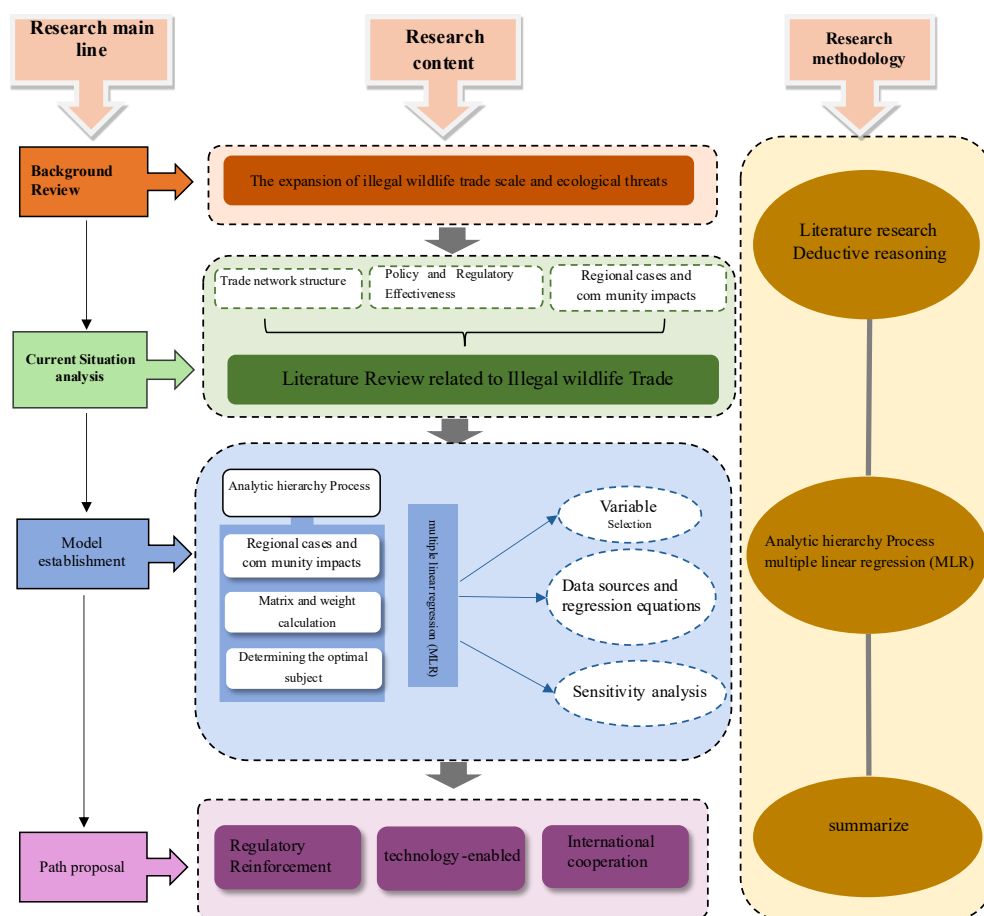 Research main
line
Research
content
Research
methodology
Background
Review
The expansion of illegal wildlife trade scale and ecological threats
Literature research
Deductive reasoning
Trade network structure
Policy and Regulatory
Effectiveness
Regional cases and
com munity impacts
Current Situation
analysis
Literature Review related to Illegal wildlife Trade
Model
establishment
Analytic hierarchy Process
Regional cases and
com munity impacts
Matrix and weight
calculation
Determining the optimal
subject
multiple linear regression (MLR)
Variable
Selection
Data sources and
regression equations
Sensitivity analysis
Analytic hierarchy Process
multiple linear regression (MLR)
Path proposal
Regulatory
Reinforcement
technology-enabled
International
cooperation
summarize